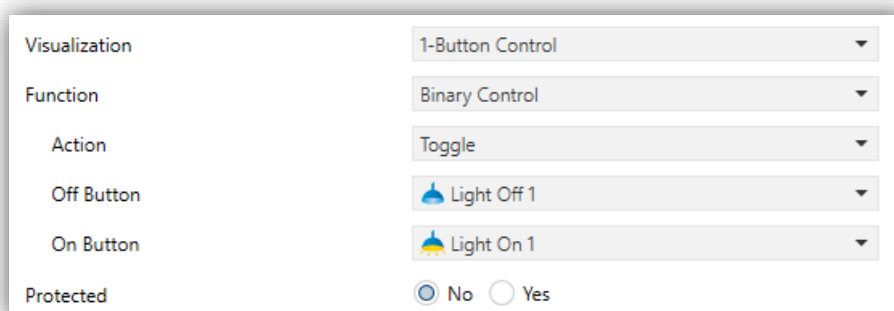 Visualization 1-Button Control
Function Binary Control
Action Toggle
Off Button Light Off 1
On Button Light On 1
Protected No Yes